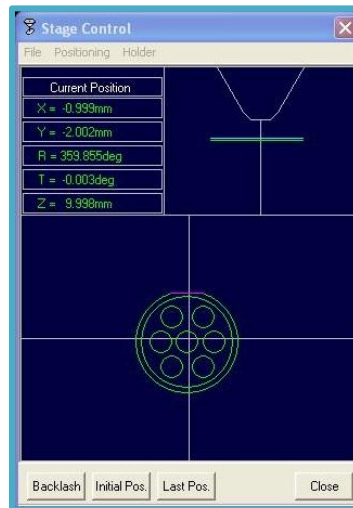 Stage Control
File Positioning Holder
Current Position
X = -0.999mm
Y = -2.002mm
R = 359.855deg
T = -0.003deg
Z = 9.998mm
Backlash Initial Pos. Last Pos. Close